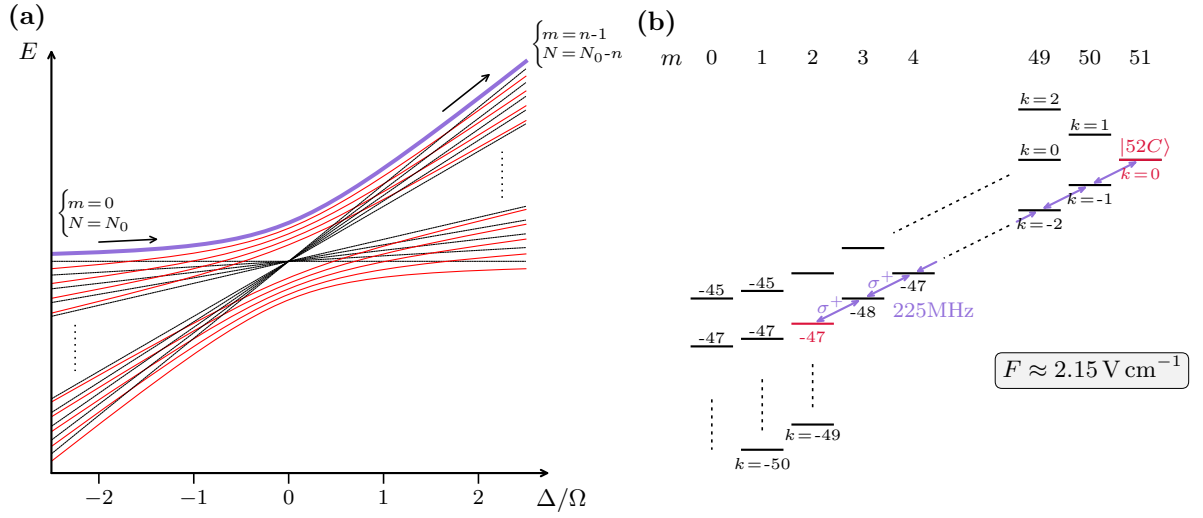 (a)
E
m = n-1
N = N₀-n
m = 0
N = N₀
−2 −1 0 1 2 Δ/Ω
(b)
m 0 1 2 3 4 49 50 51
k = 2
k = 1
k = 0
|52C⟩
k = 0
k = -1
k = -2
-45 -45
-47 -47
-47
-48
-47
σ⁺
σ⁺
225MHz
F ≈ 2.15 V cm⁻¹
k = -49
k = -50